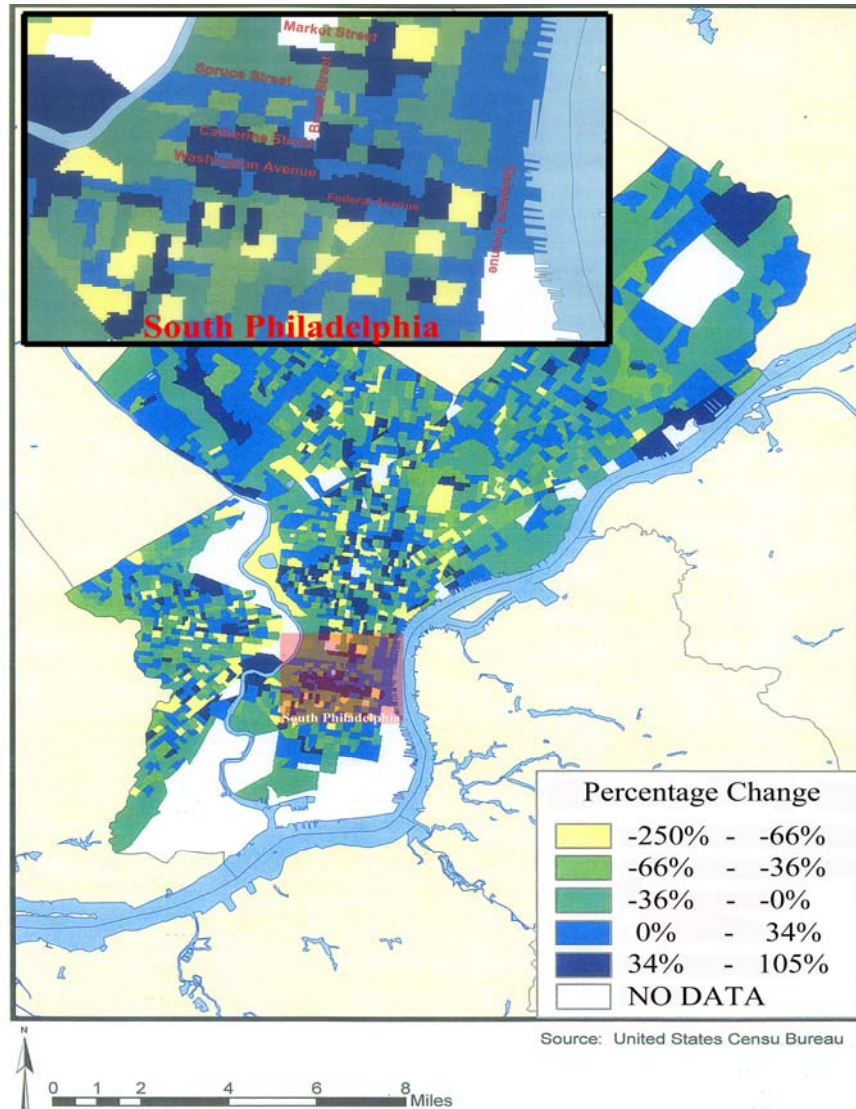 Market Street
Spruce Street
Broad Street
Catherine Street
Washington Avenue
Federal Avenue
Delaware Avenue
South Philadelphia
South Philadelphia
Percentage Change
-250% - -66%
-66% - -36%
-36% - -0%
0% - 34%
34% - 105%
NO DATA
Source: United States Censu Bureau
N
0 2 4 6 8
Miles